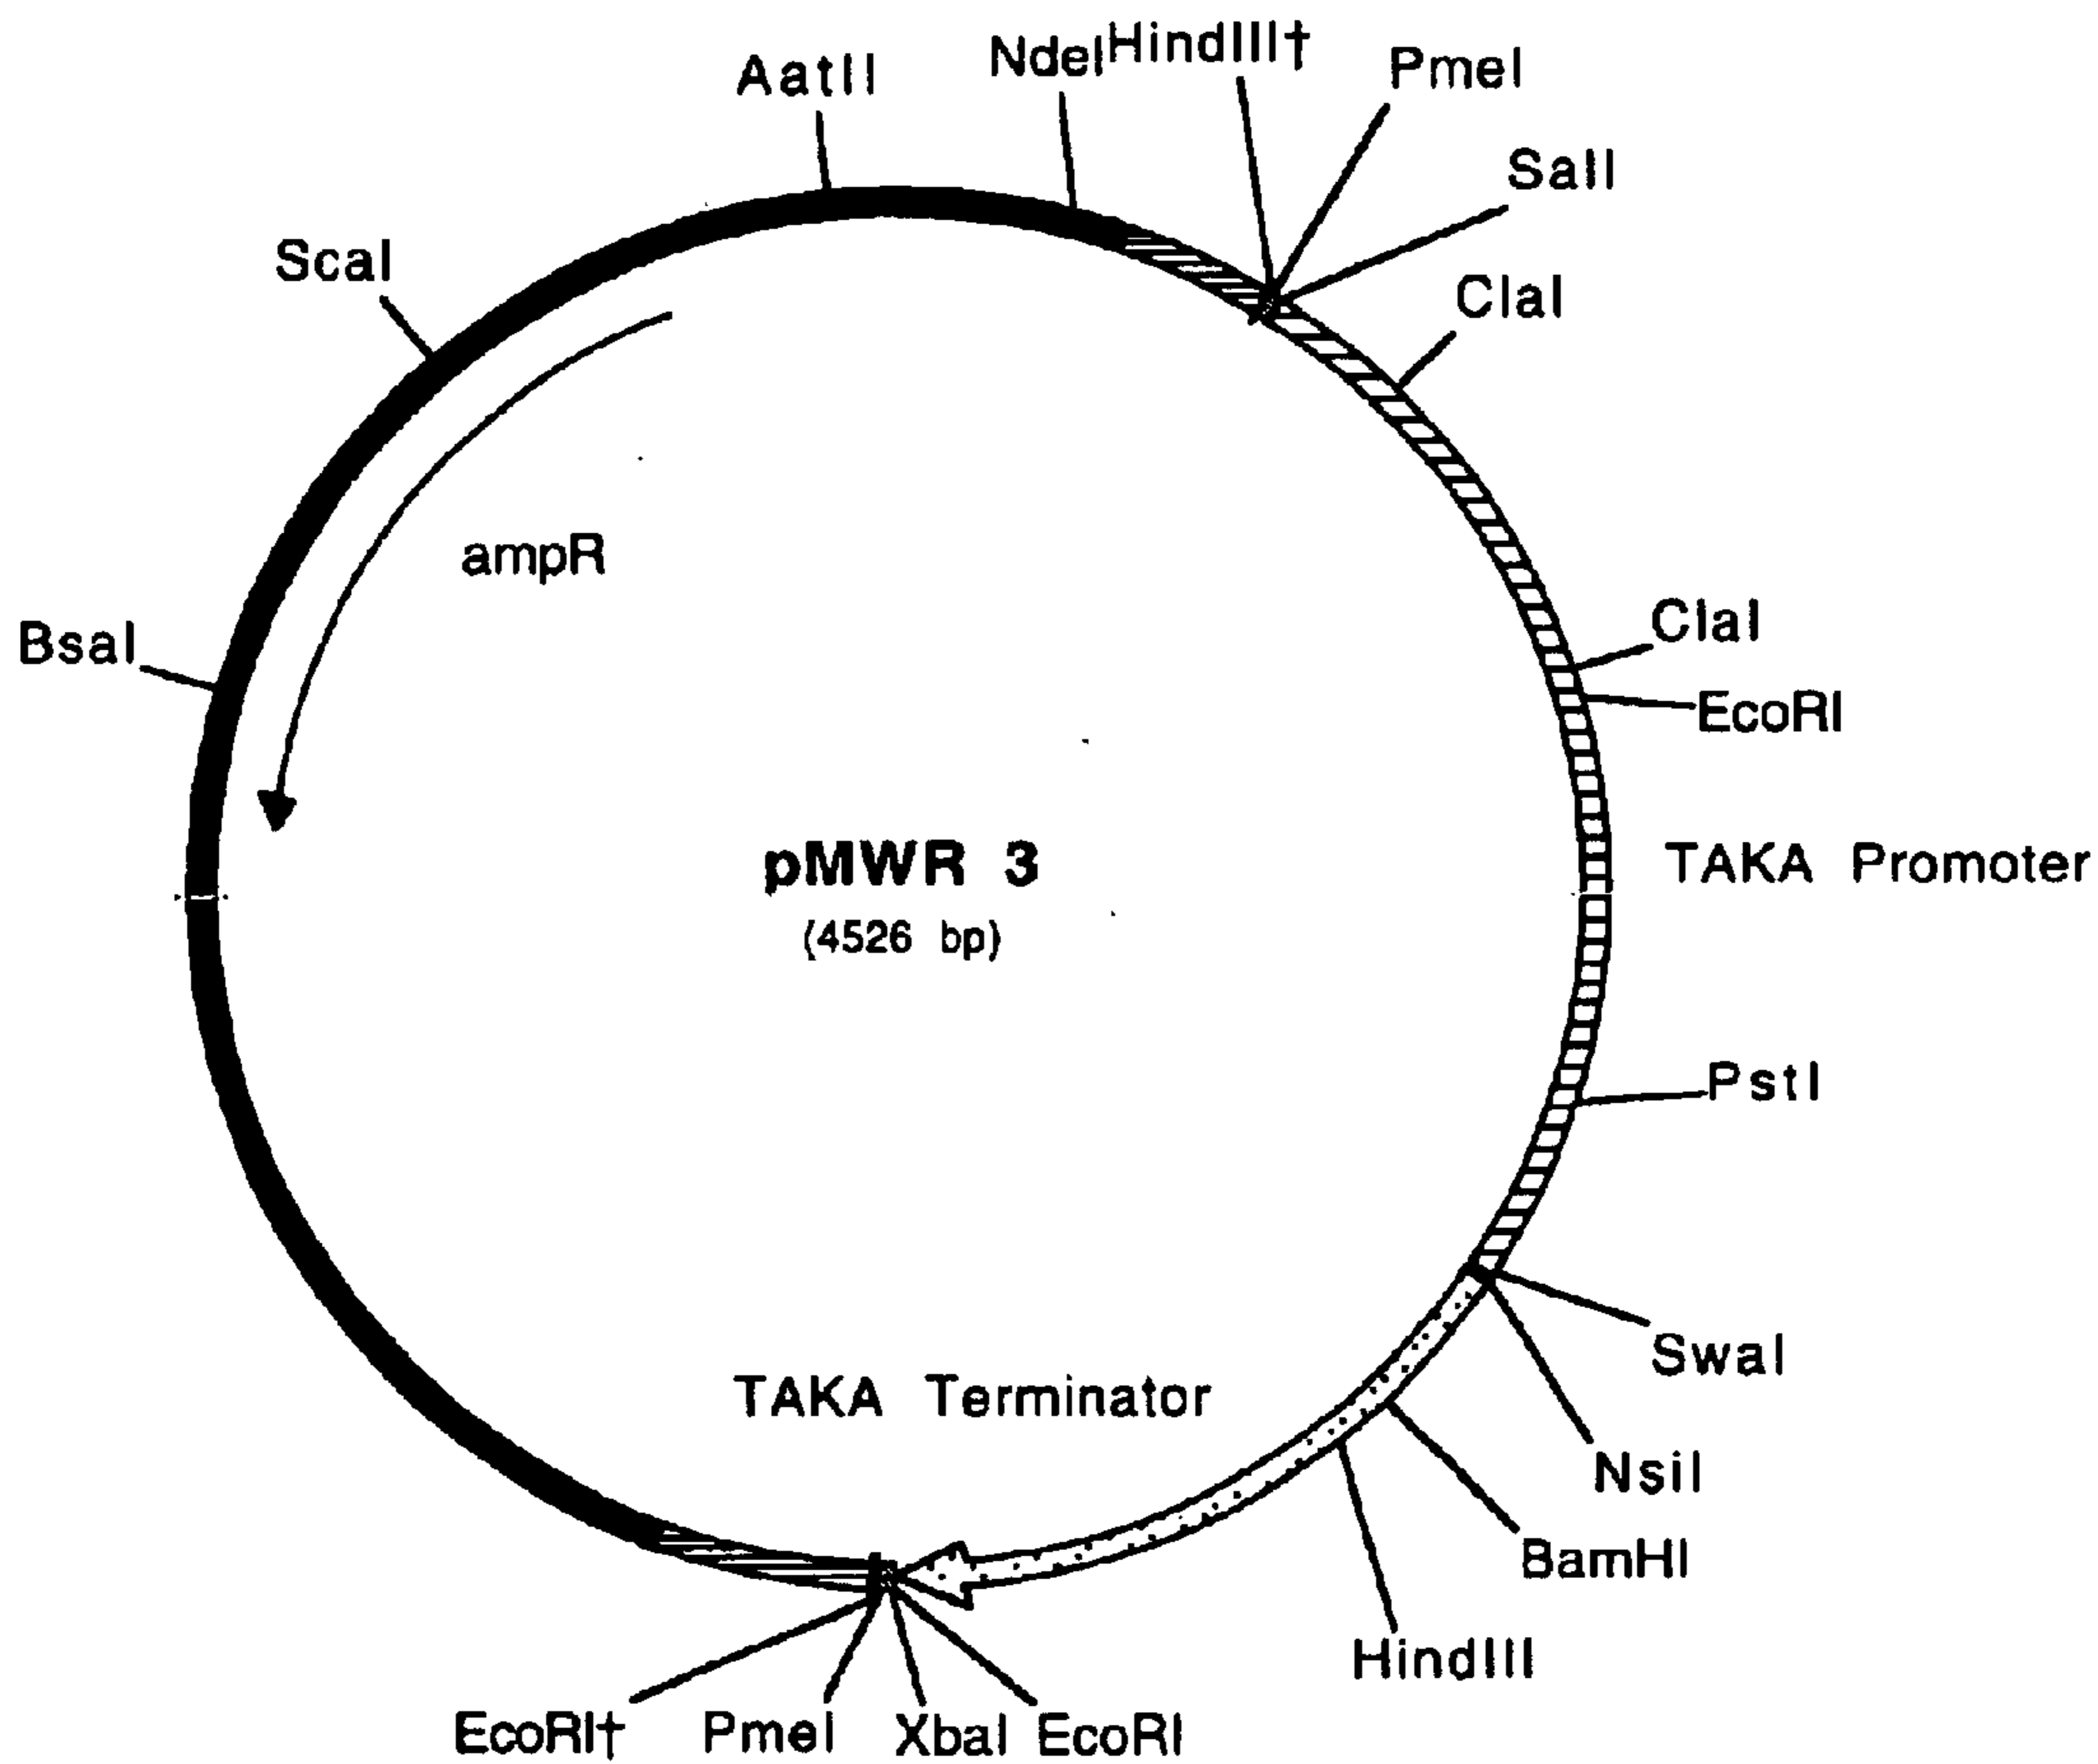 AatII
NdeI
HindIII†
PmeI
SalI
ScaI
ClaI
ampR
BsaI
ClaI
EcoRI
pMWR 3
(4526 bp)
TAKA Promoter
PstI
SwaI
TAKA Terminator
NsiI
BamHI
HindIII
EcoRI†
PmeI
XbaI
EcoRI